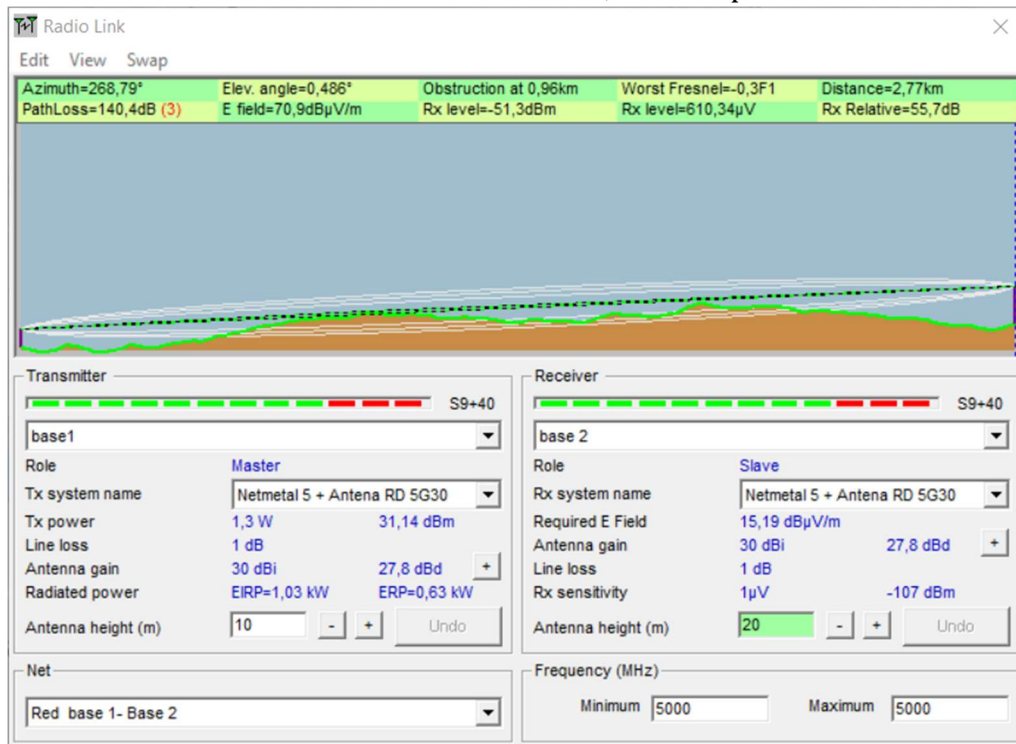 Radio Link
Edit View Swap
Azimuth=268,79° Elev. angle=0,486° Obstruction at 0,96km Worst Fresnel=-0,3F1 Distance=2,77km
PathLoss=140,4dB (3) E field=70,9dBµV/m Rx level=-51,3dBm Rx level=610,34µV Rx Relative=55,7dB
Transmitter
S9+40
base1
Role Master
Tx system name Netmetal 5 + Antena RD 5G30
Tx power 1,3 W 31,14 dBm
Line loss 1 dB
Antenna gain 30 dBi 27,8 dBd +
Radiated power EIRP=1,03 kW ERP=0,63 kW
Antenna height (m) 10 - + Undo
Receiver
S9+40
base 2
Role Slave
Rx system name Netmetal 5 + Antena RD 5G30
Required E Field 15,19 dBµV/m
Antenna gain 30 dBi 27,8 dBd +
Line loss 1 dB
Rx sensitivity 1µV -107 dBm
Antenna height (m) 20 - + Undo
Net
Red base 1- Base 2
Frequency (MHz)
Minimum 5000 Maximum 5000